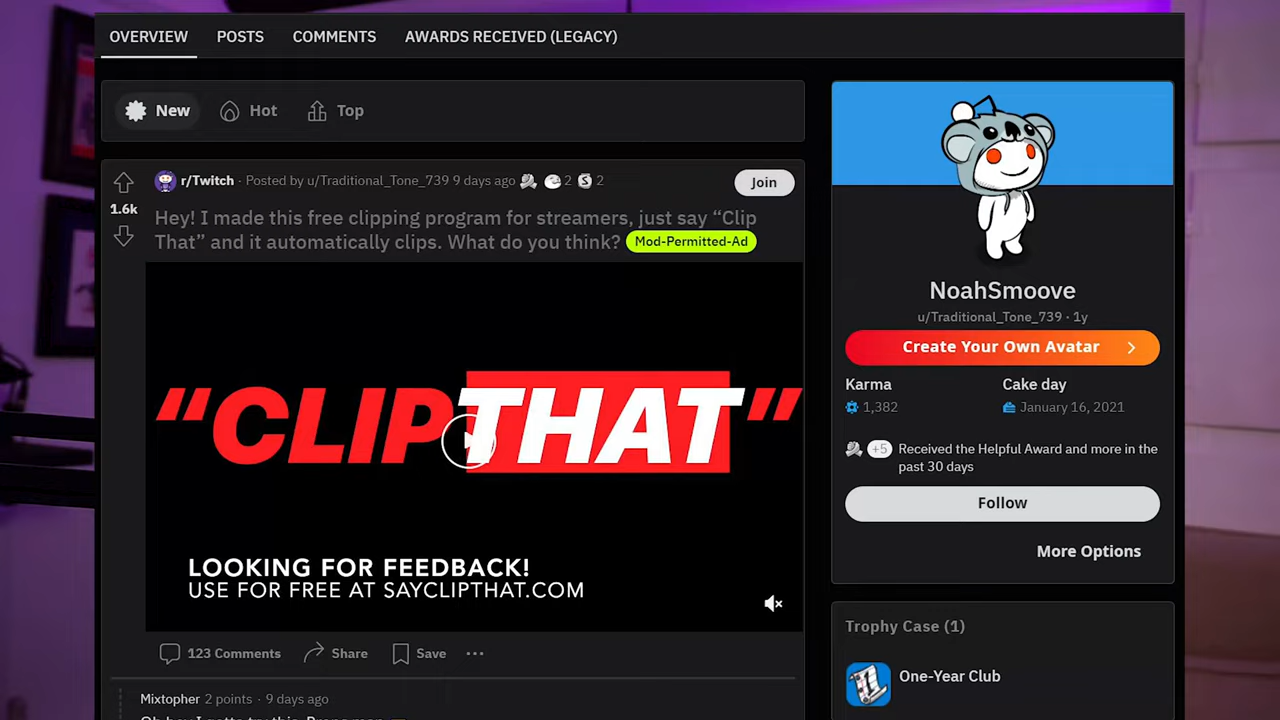 OVERVIEW POSTS COMMENTS AWARDS RECEIVED (LEGACY)
New Hot Top
r/Twitch · Posted by u/Traditional_Tone_739 9 days ago 2 2
Join
1.6k
Hey! I made this free clipping program for streamers, just say “Clip
That” and it automatically clips. What do you think? Mod-Permitted-Ad
“CLIPTHAT”
LOOKING FOR FEEDBACK!
USE FOR FREE AT SAYCLIPTHAT.COM
123 Comments Share Save
Mixtopher 2 points · 9 days ago
NoahSmoove
u/Traditional_Tone_739 · 1y
Create Your Own Avatar
Karma Cake day
1,382 January 16, 2021
+5 Received the Helpful Award and more in the
past 30 days
Follow
More Options
Trophy Case (1)
One-Year Club